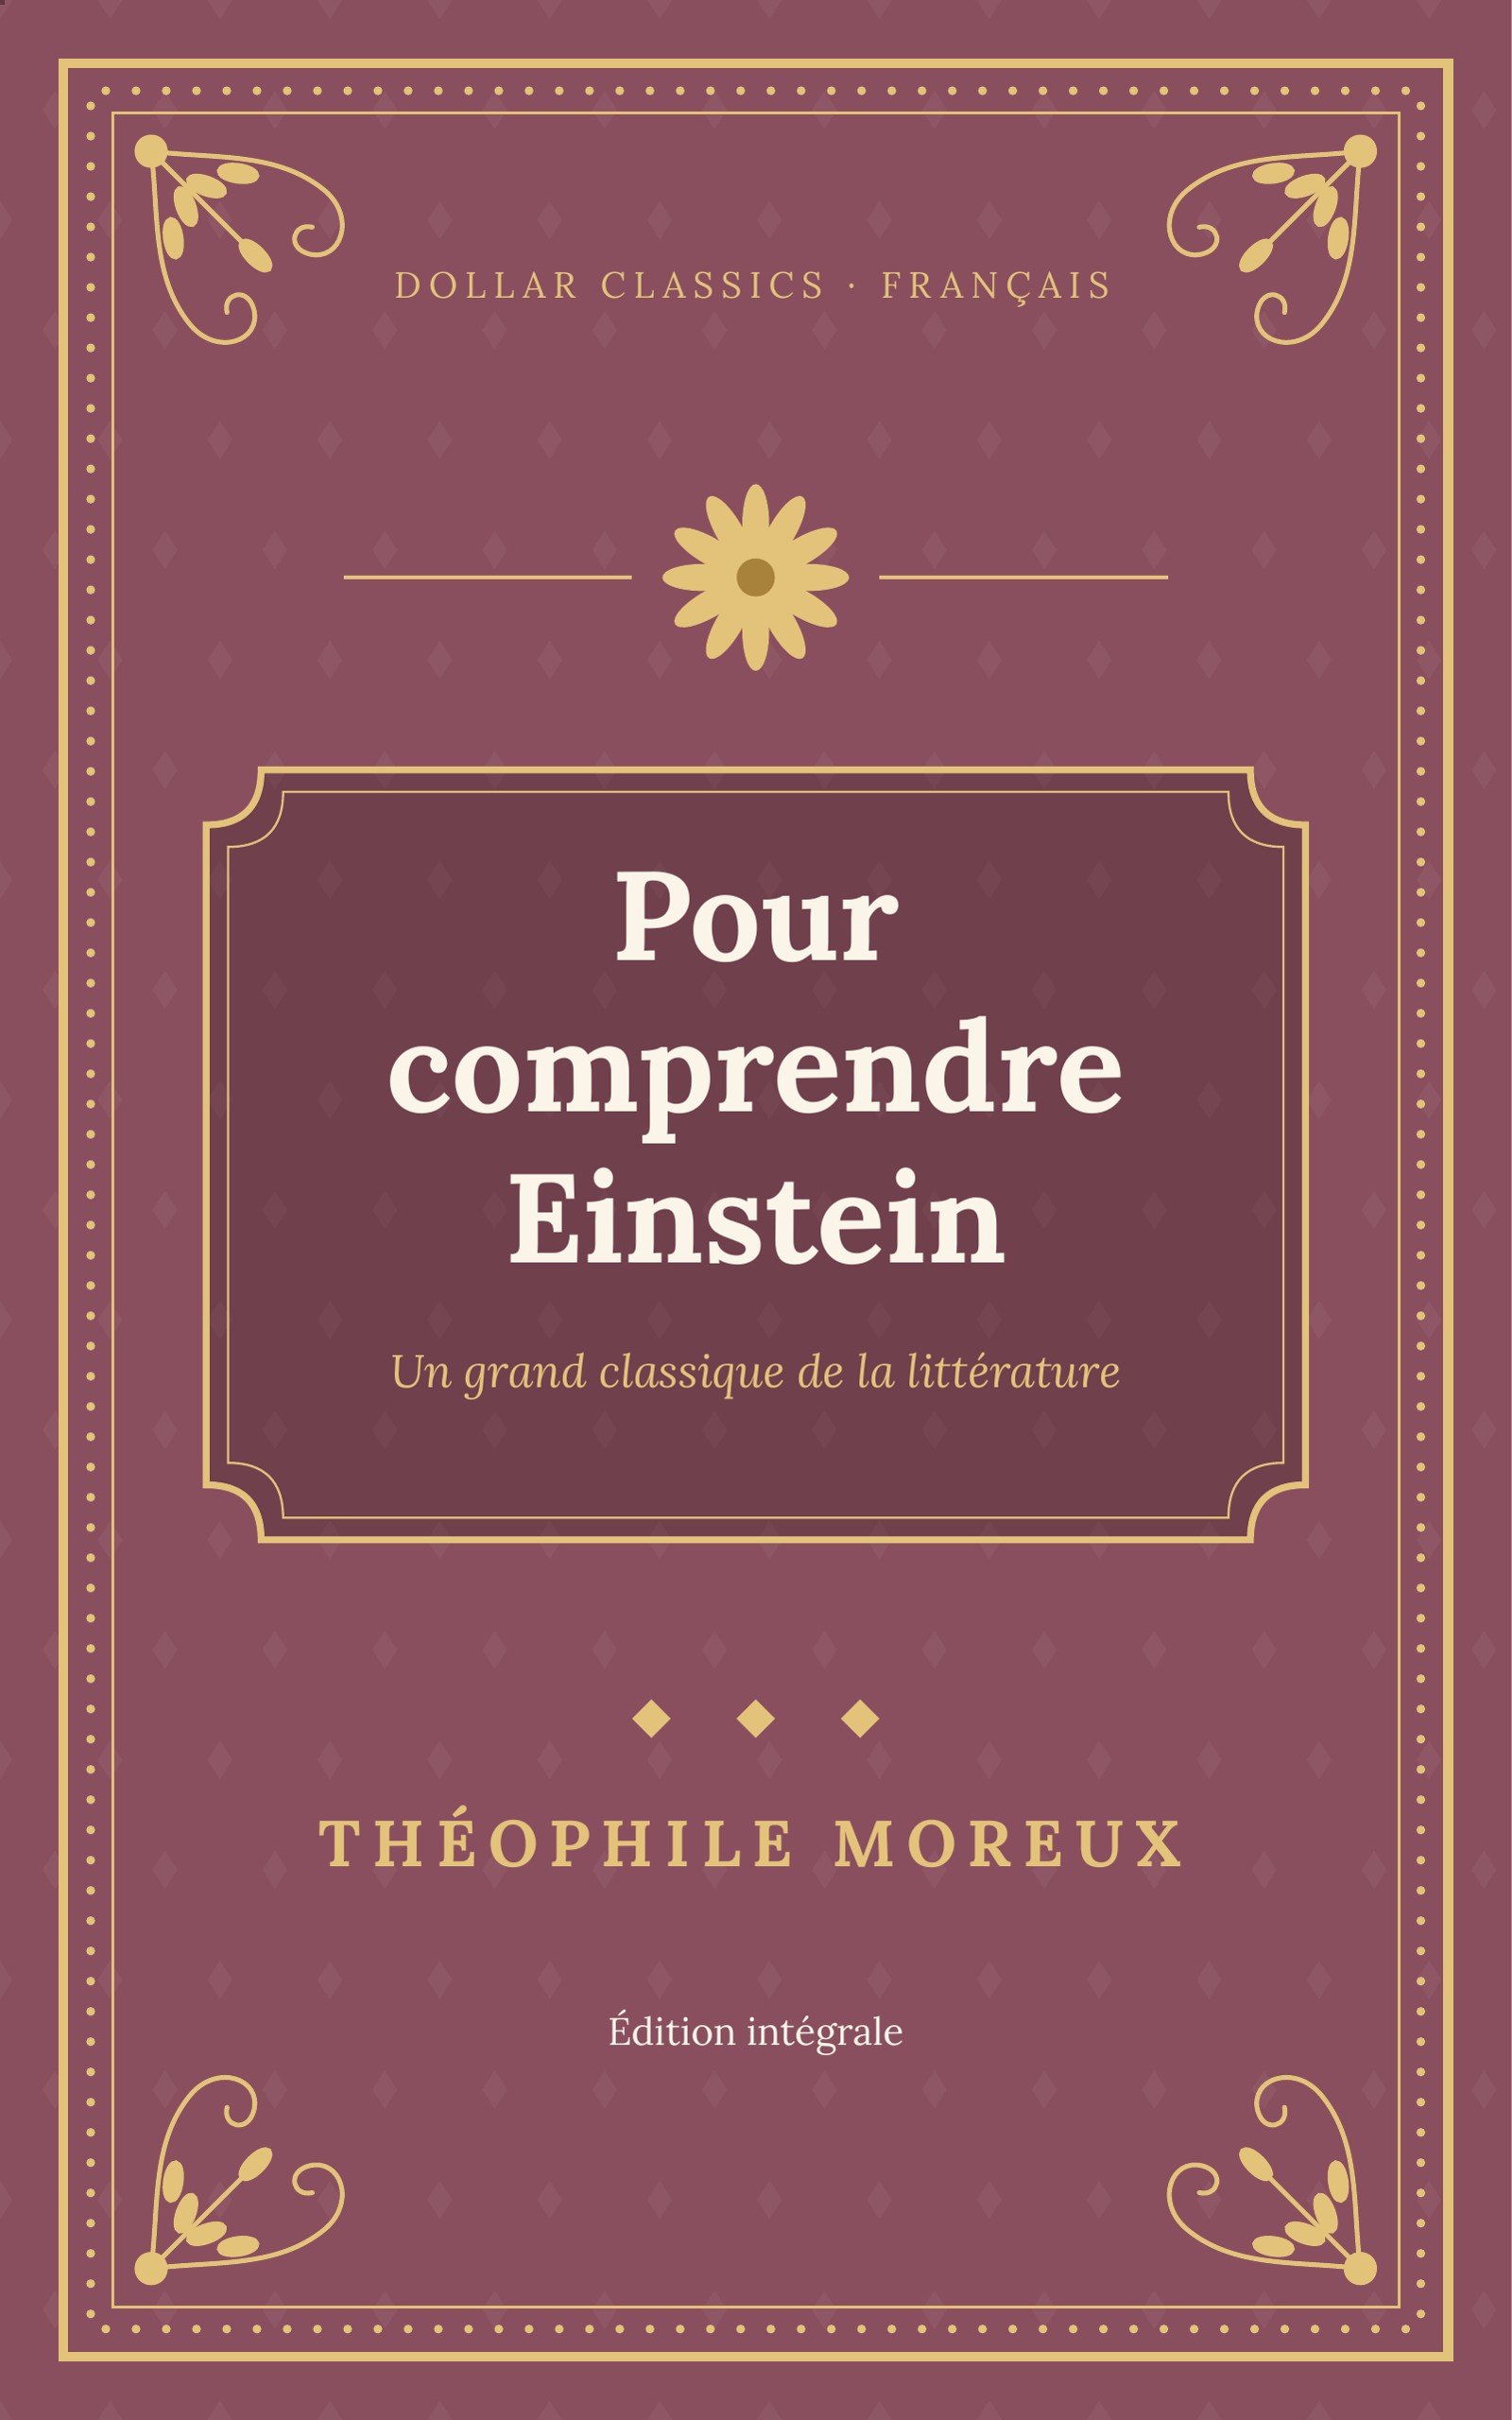 DOLLAR CLASSICS · FRANÇAIS
Pour
comprendre
Einstein
Un grand classique de la littérature
THÉOPHILE MOREUX
Édition intégrale